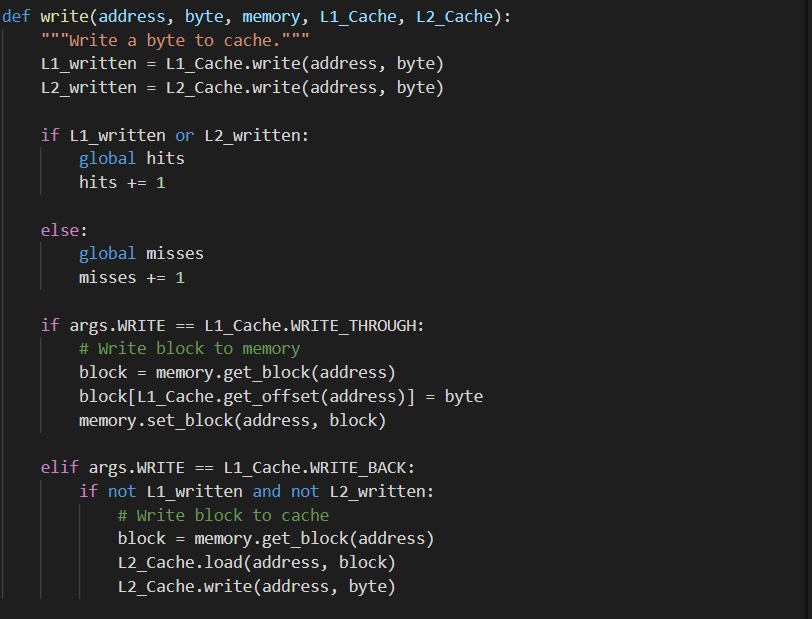 def write(address, byte, memory, L1_Cache, L2_Cache):
    """Write a byte to cache."""
    L1_written = L1_Cache.write(address, byte)
    L2_written = L2_Cache.write(address, byte)

    if L1_written or L2_written:
        global hits
        hits += 1

    else:
        global misses
        misses += 1

    if args.WRITE == L1_Cache.WRITE_THROUGH:
        # Write block to memory
        block = memory.get_block(address)
        block[L1_Cache.get_offset(address)] = byte
        memory.set_block(address, block)

    elif args.WRITE == L1_Cache.WRITE_BACK:
        if not L1_written and not L2_written:
            # Write block to cache
            block = memory.get_block(address)
            L2_Cache.load(address, block)
            L2_Cache.write(address, byte)